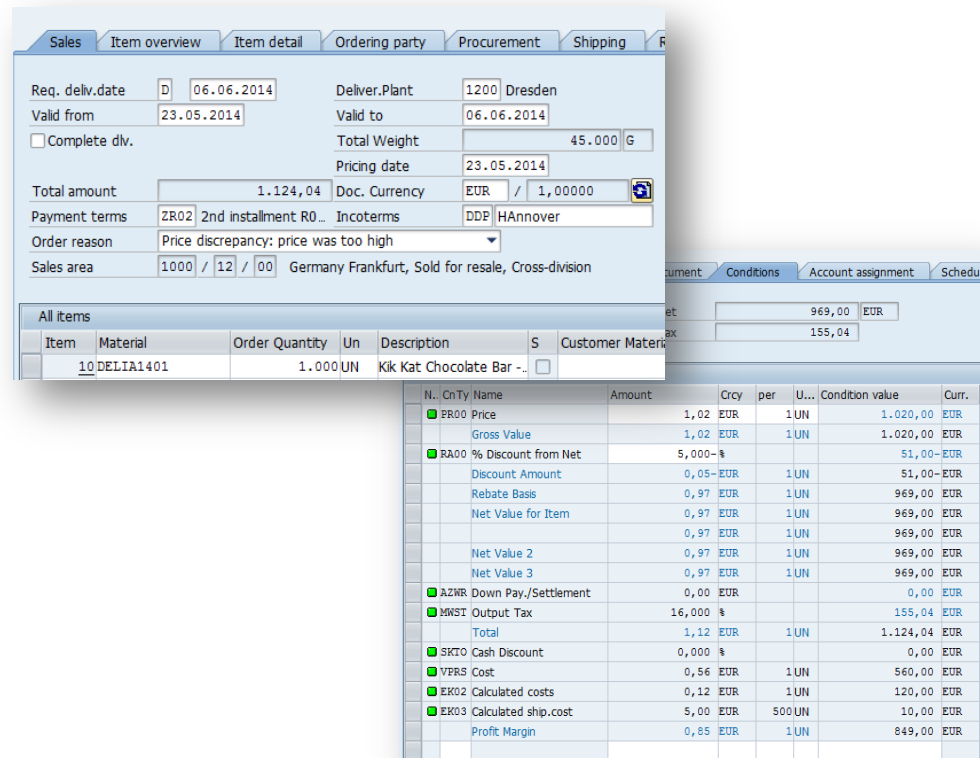 Sales Item overview Item detail Ordering party Procurement Shipping
Req. deliv.date D 06.06.2014 Deliver.Plant 1200 Dresden
Valid from 23.05.2014 Valid to 06.06.2014
Complete dlv. Total Weight 45.000 G
Pricing date 23.05.2014
Total amount 1.124,04 Doc. Currency EUR / 1,00000
Payment terms ZR02 2nd installment R0... Incoterms DDP HAnnover
Order reason Price discrepancy: price was too high
Sales area 1000 / 12 / 00 Germany Frankfurt, Sold for resale, Cross-division
All items
Item Material Order Quantity Un Description S Customer Materia
10 DELIA1401 1.000 UN Kik Kat Chocolate Bar -..
cument Conditions Account assignment Schedu
et 969,00 EUR
ax 155,04
N.. CnTy Name Amount Crcy per U... Condition value Curr.
PR00 Price 1,02 EUR 1 UN 1.020,00 EUR
Gross Value 1,02 EUR 1 UN 1.020,00 EUR
RA00 % Discount from Net 5,000- % 51,00- EUR
Discount Amount 0,05- EUR 1 UN 51,00- EUR
Rebate Basis 0,97 EUR 1 UN 969,00 EUR
Net Value for Item 0,97 EUR 1 UN 969,00 EUR
0,97 EUR 1 UN 969,00 EUR
Net Value 2 0,97 EUR 1 UN 969,00 EUR
Net Value 3 0,97 EUR 1 UN 969,00 EUR
AZWR Down Pay./Settlement 0,00 EUR 0,00 EUR
MWST Output Tax 16,000 % 155,04 EUR
Total 1,12 EUR 1 UN 1.124,04 EUR
SKTO Cash Discount 0,000 % 0,00 EUR
VPRS Cost 0,56 EUR 1 UN 560,00 EUR
EK02 Calculated costs 0,12 EUR 1 UN 120,00 EUR
EK03 Calculated ship.cost 5,00 EUR 500 UN 10,00 EUR
Profit Margin 0,85 EUR 1 UN 849,00 EUR